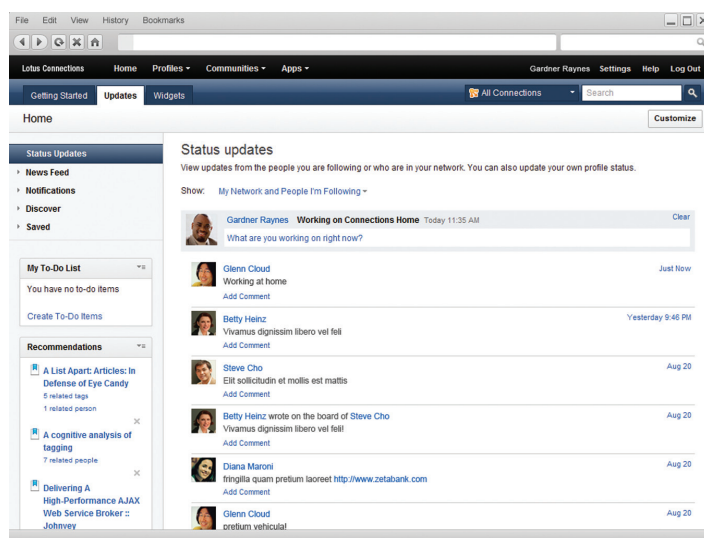 File Edit View History Bookmarks
Lotus Connections Home Profiles Communities Apps Gardner Raynes Settings Help Log Out
Getting Started Updates Widgets All Connections Search
Home Customize
Status Updates
News Feed
Notifications
Discover
Saved
My To-Do List
You have no to-do items
Create To-Do Items
Recommendations
A List Apart: Articles: In
Defense of Eye Candy
5 related tags
1 related person
A cognitive analysis of
tagging
7 related people
Delivering A
High-Performance AJAX
Web Service Broker ::
Johnvey
Status updates
View updates from the people you are following or who are in your network. You can also update your own profile status.
Show: My Network and People I'm Following
Gardner Raynes Working on Connections Home Today 11:35 AM Clear
What are you working on right now?
Glenn Cloud Just Now
Working at home
Add Comment
Betty Heinz Yesterday 9:46 PM
Vivamus dignissim libero vel feli
Add Comment
Steve Cho Aug 20
Elit sollicitudin et mollis est mattis
Add Comment
Betty Heinz wrote on the board of Steve Cho Aug 20
Vivamus dignissim libero vel feli!
Add Comment
Diana Maroni Aug 20
fringilla quam pretium laoreet http://www.zetabank.com
Add Comment
Glenn Cloud Aug 20
pretium vehicula!